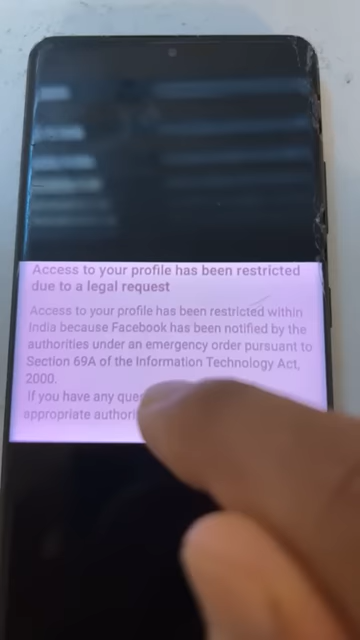 Access to your profile has been restricted
due to a legal request
Access to your profile has been restricted within
India because Facebook has been notified by the
authorities under an emergency order pursuant to
Section 69A of the Information Technology Act,
2000.
If you have any
appropriate